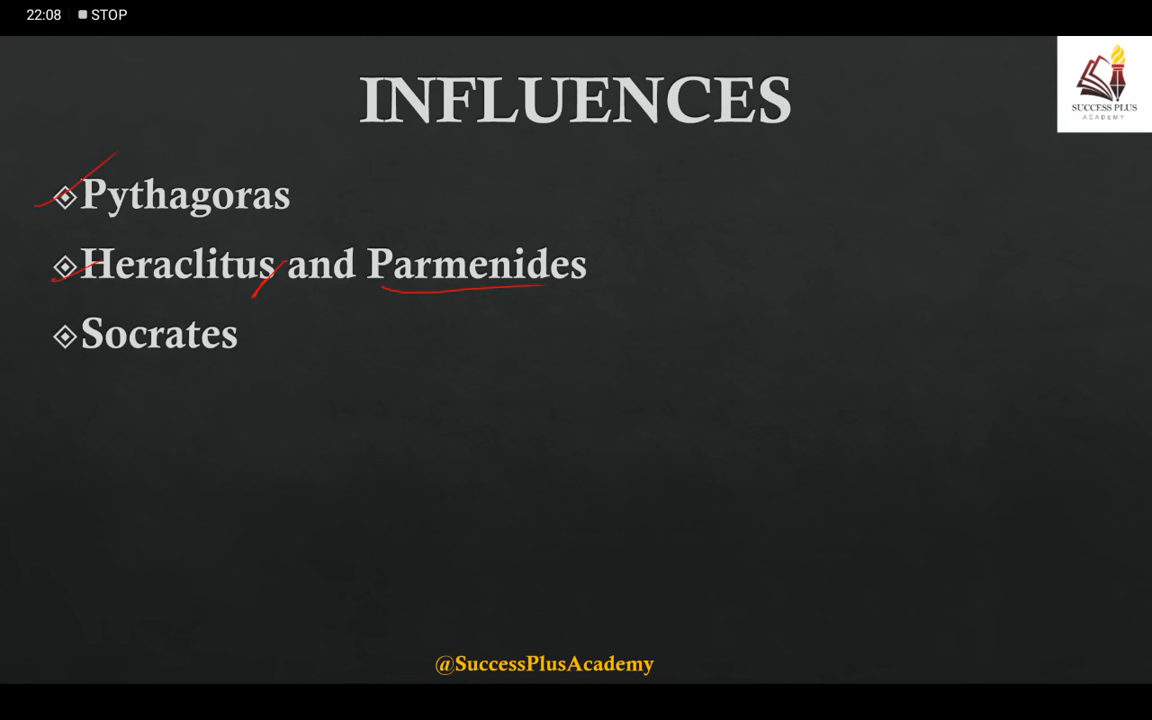 22:08 STOP
INFLUENCES
SUCCESS PLUS
ACADEMY
Pythagoras
Heraclitus and Parmenides
Socrates
@SuccessPlusAcademy